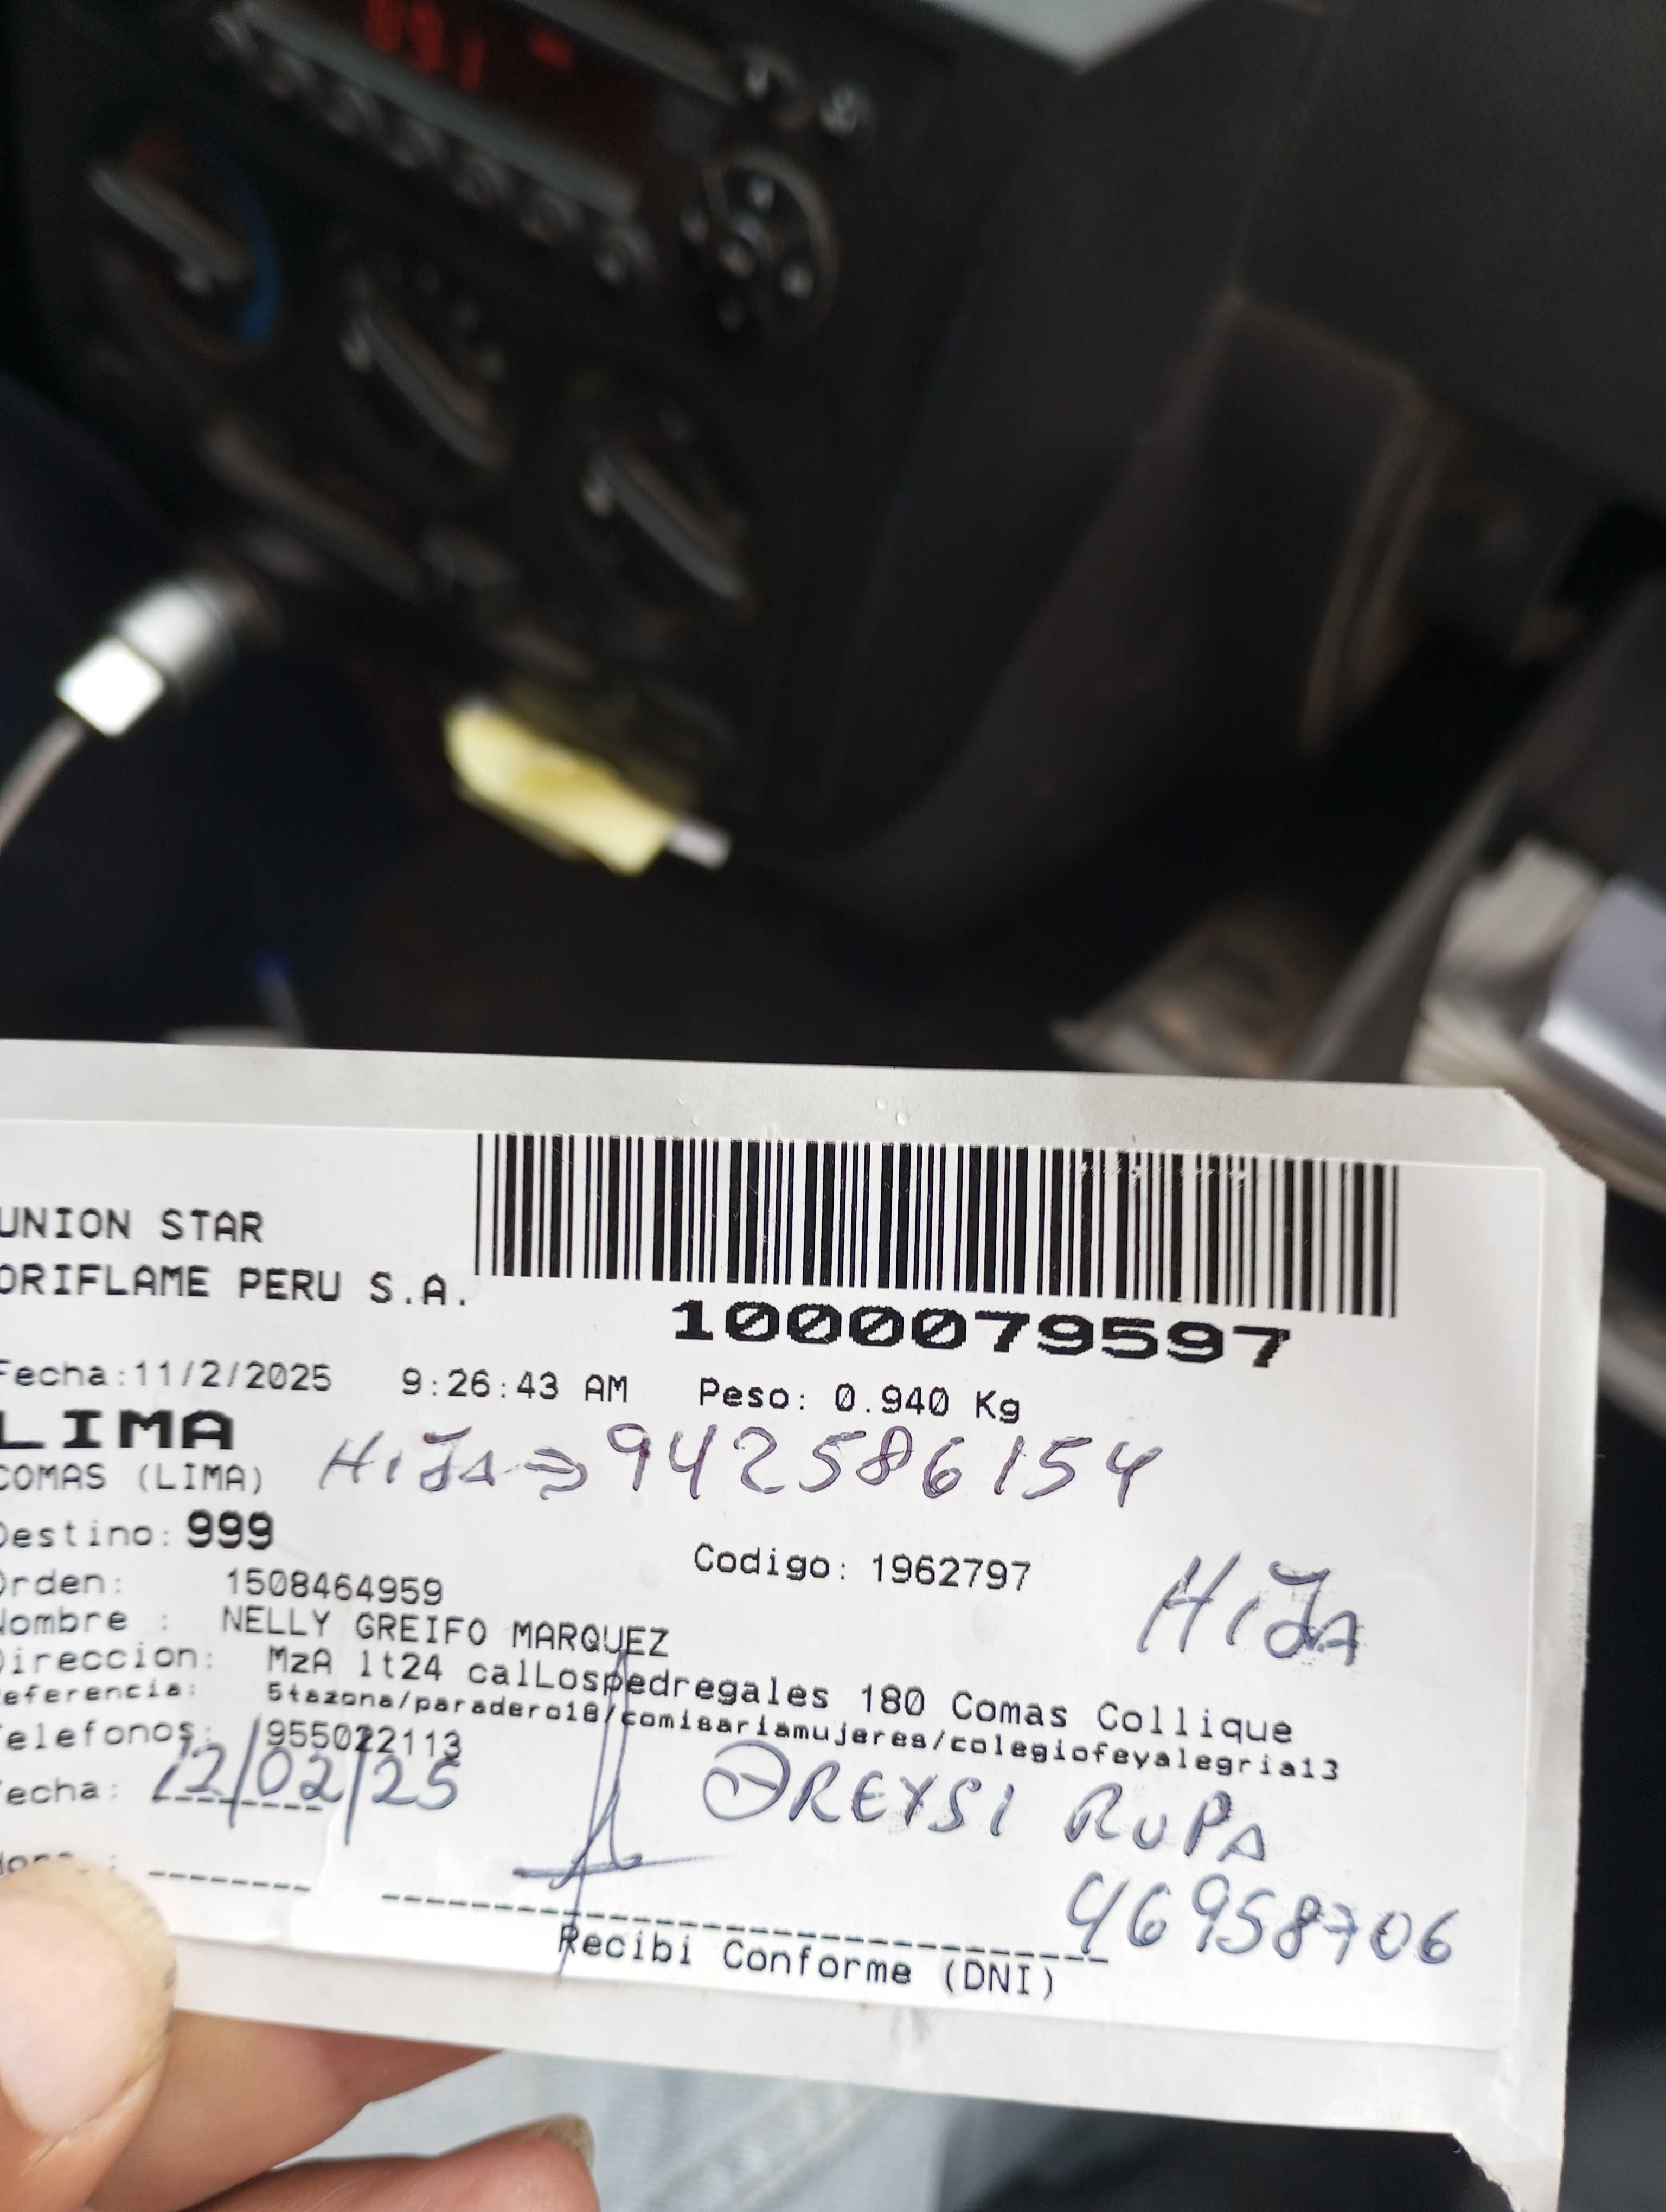 891
UNION STAR
ORIFLAME PERU S.A.
1000079597
Fecha:11/2/2025 9:26:43 AM Peso: 0.940 Kg
LIMA
COMAS (LIMA) HiJA => 942586154
Destino: 999
Codigo: 1962797
Orden: 1508464959
HiJA
Nombre : NELLY GREIFO MARQUEZ
Direccion: MzA lt24 calLospedregales 180 Comas Collique
eferencia: 5tazona/paradero18/comisariamujeres/colegiofeyalegria13
Telefonos: 955022113
echa: 12/02/25
GREYSI RUPA
46958706
Recibi Conforme (DNI)